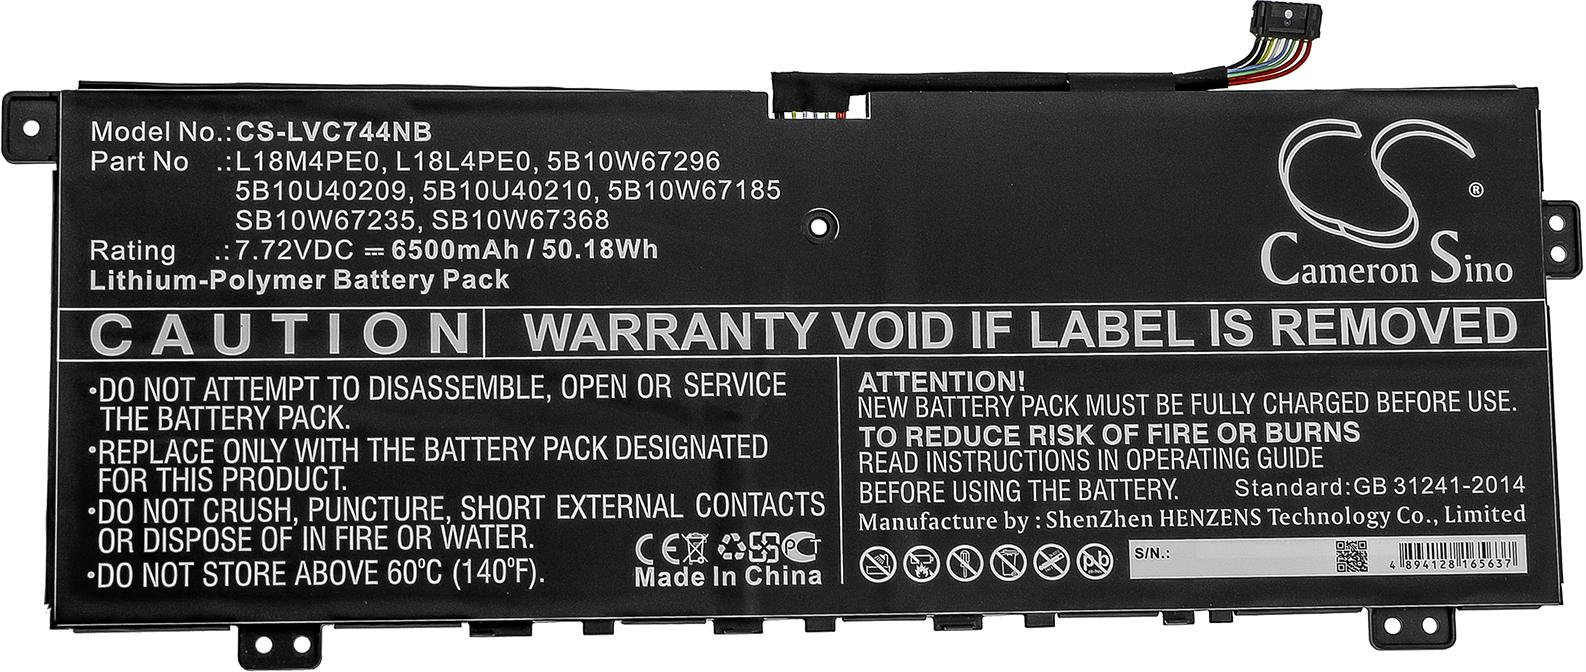 Model No.:CS-LVC744NB
Part No .:L18M4PE0, L18L4PE0, 5B10W67296
5B10U40209, 5B10U40210, 5B10W67185
SB10W67235, SB10W67368
Rating .:7.72VDC ⎓ 6500mAh / 50.18Wh
Lithium-Polymer Battery Pack
Cameron Sino
®
CAUTION
WARRANTY VOID IF LABEL IS REMOVED
•DO NOT ATTEMPT TO DISASSEMBLE, OPEN OR SERVICE
THE BATTERY PACK.
•REPLACE ONLY WITH THE BATTERY PACK DESIGNATED
FOR THIS PRODUCT.
•DO NOT CRUSH, PUNCTURE, SHORT EXTERNAL CONTACTS
OR DISPOSE OF IN FIRE OR WATER.
•DO NOT STORE ABOVE 60ºC (140ºF).
CE
PCT
Made In China
ATTENTION!
NEW BATTERY PACK MUST BE FULLY CHARGED BEFORE USE.
TO REDUCE RISK OF FIRE OR BURNS
READ INSTRUCTIONS IN OPERATING GUIDE
BEFORE USING THE BATTERY.
Standard:GB 31241-2014
Manufacture by : ShenZhen HENZENS Technology Co., Limited
Pb
S/N.:
4 894128 165637